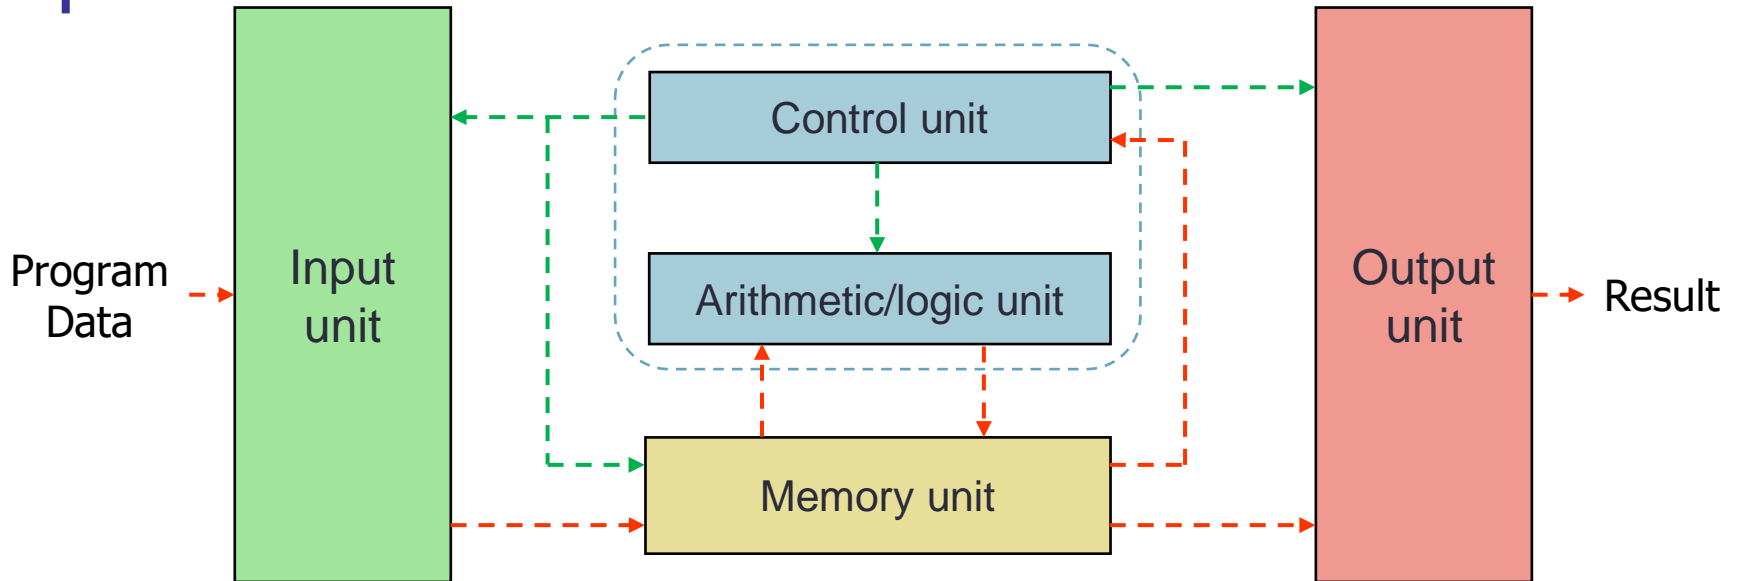 Program
Data
Input
unit
Control unit
Arithmetic/logic unit
Memory unit
Output
unit
Result